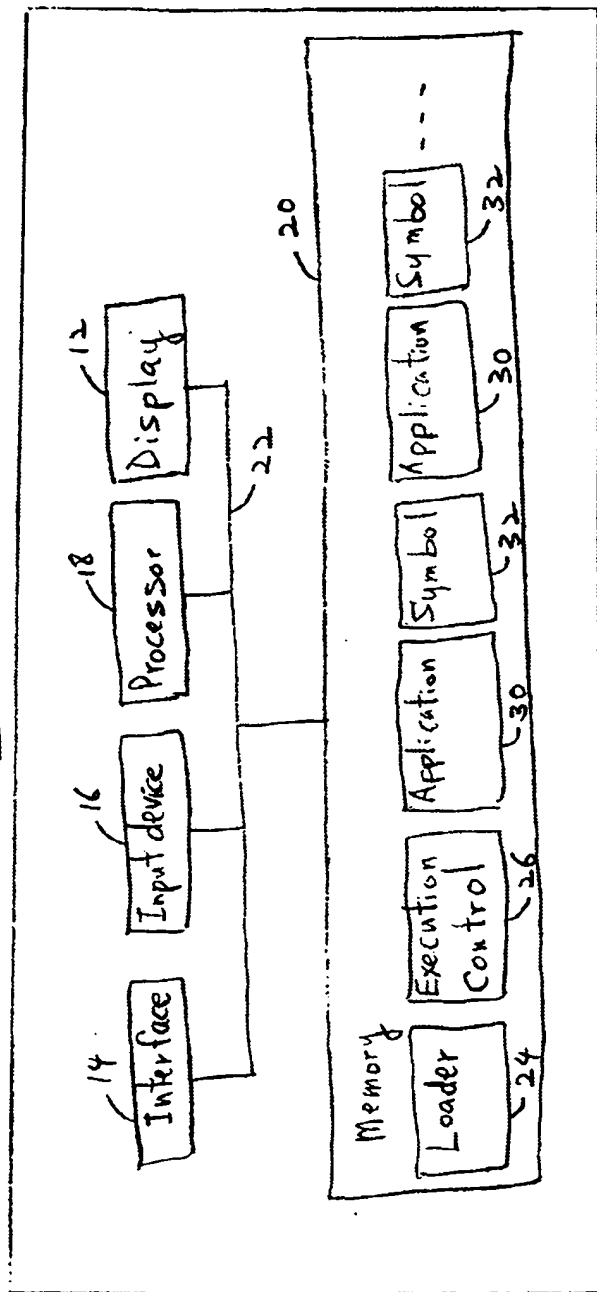 14
16
18
12
Interface
Input device
Processor
Display
22
20
Memory
Loader
Execution
Control
Application
Symbol
Application
Symbol
24
26
30
32
30
32